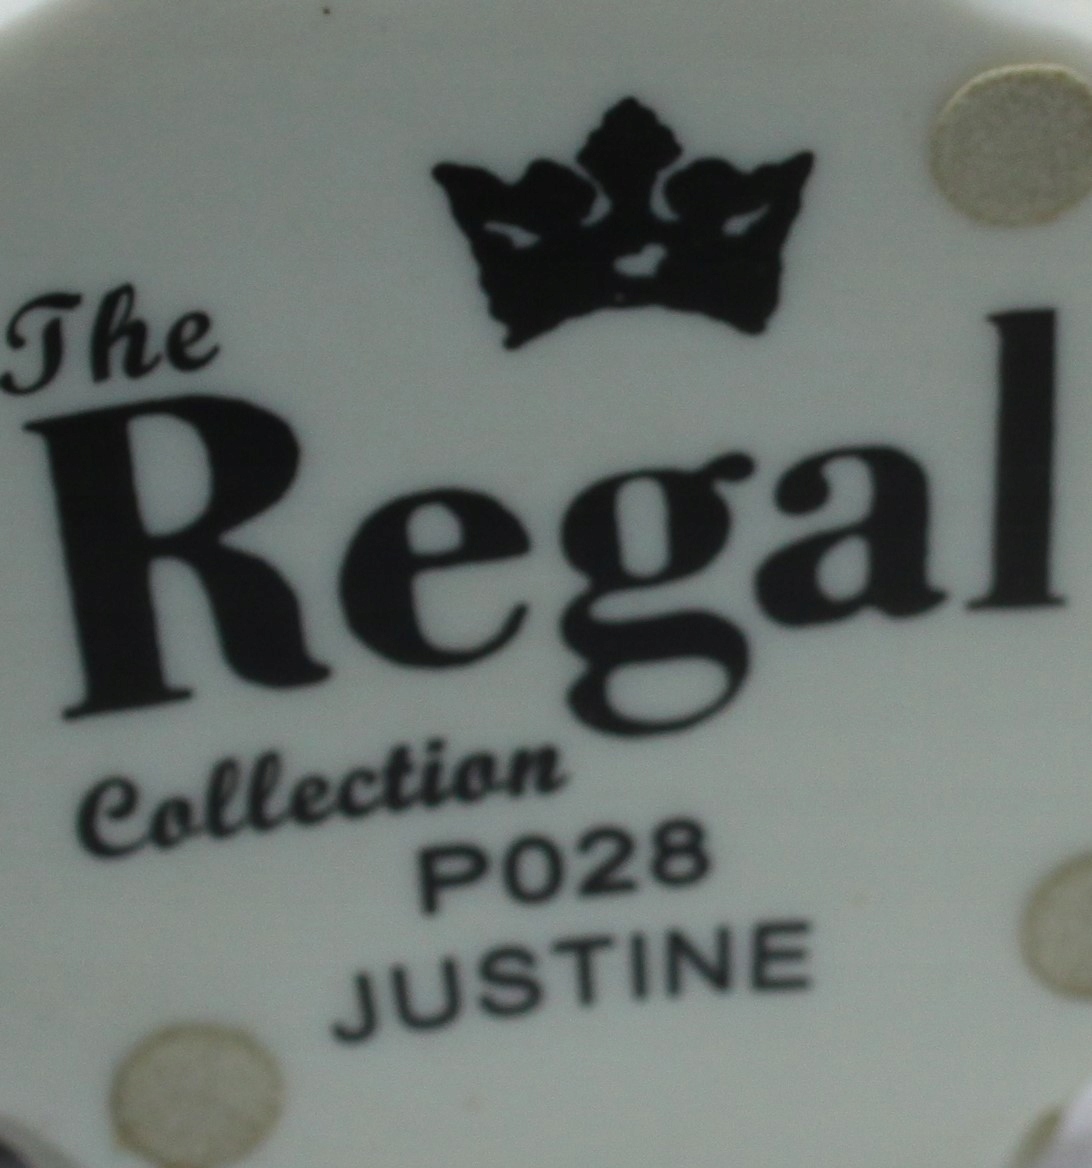 The
Regal
Collection
P028
JUSTINE